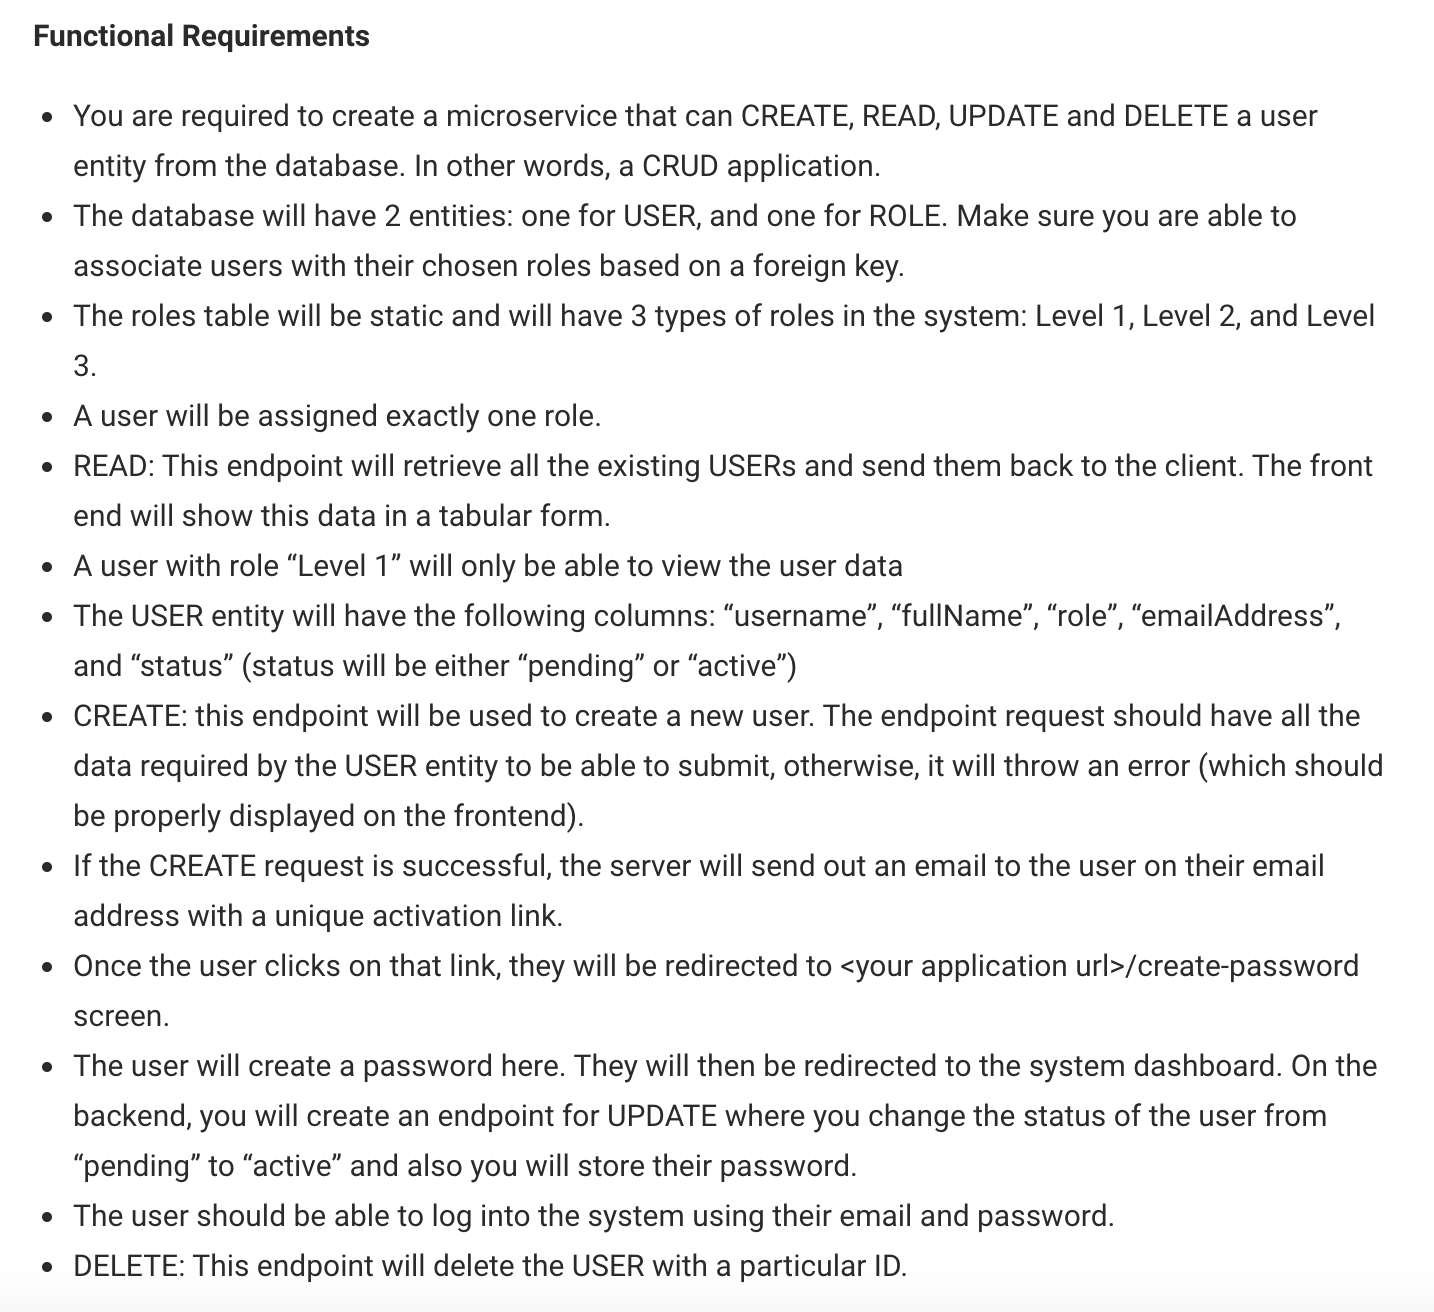 Functional Requirements
• You are required to create a microservice that can CREATE, READ, UPDATE and DELETE a user
entity from the database. In other words, a CRUD application.
• The database will have 2 entities: one for USER, and one for ROLE. Make sure you are able to
associate users with their chosen roles based on a foreign key.
• The roles table will be static and will have 3 types of roles in the system: Level 1, Level 2, and Level
3.
• A user will be assigned exactly one role.
• READ: This endpoint will retrieve all the existing USERs and send them back to the client. The front
end will show this data in a tabular form.
• A user with role “Level 1” will only be able to view the user data
• The USER entity will have the following columns: “username”, “fullName”, “role”, “emailAddress”,
and “status” (status will be either “pending” or “active”)
• CREATE: this endpoint will be used to create a new user. The endpoint request should have all the
data required by the USER entity to be able to submit, otherwise, it will throw an error (which should
be properly displayed on the frontend).
• If the CREATE request is successful, the server will send out an email to the user on their email
address with a unique activation link.
• Once the user clicks on that link, they will be redirected to <your application url>/create-password
screen.
• The user will create a password here. They will then be redirected to the system dashboard. On the
backend, you will create an endpoint for UPDATE where you change the status of the user from
“pending” to “active” and also you will store their password.
• The user should be able to log into the system using their email and password.
• DELETE: This endpoint will delete the USER with a particular ID.